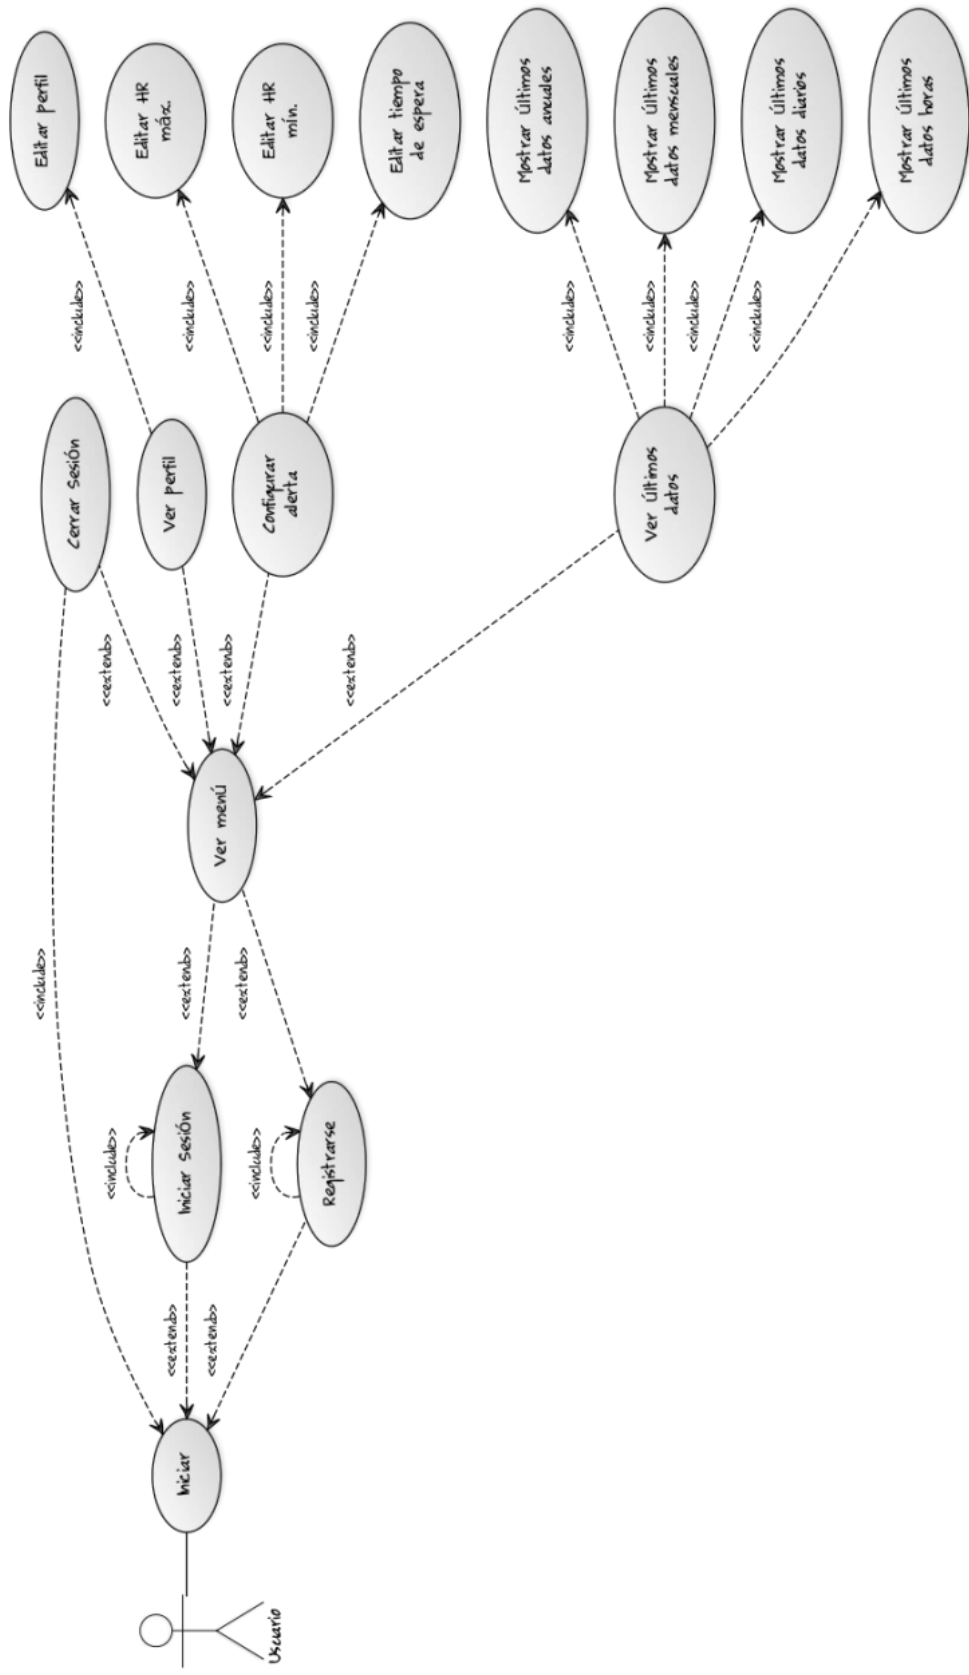 Usuario
Iniciar
<<extend>>
<<extend>>
<<include>>
Iniciar sesión
<<include>>
Registrarse
<<include>>
<<extend>>
<<extend>>
Ver menú
<<extend>>
<<extend>>
<<extend>>
<<extend>>
Cerrar sesión
Ver perfil
Configurar
alerta
Ver últimos
datos
<<include>>
<<include>>
<<include>>
<<include>>
<<include>>
<<include>>
<<include>>
<<include>>
Editar perfil
Editar HR
máx.
Editar HR
mín.
Editar tiempo
de espera
Mostrar últimos
datos anuales
Mostrar últimos
datos mensuales
Mostrar últimos
datos diarios
Mostrar últimos
datos horas